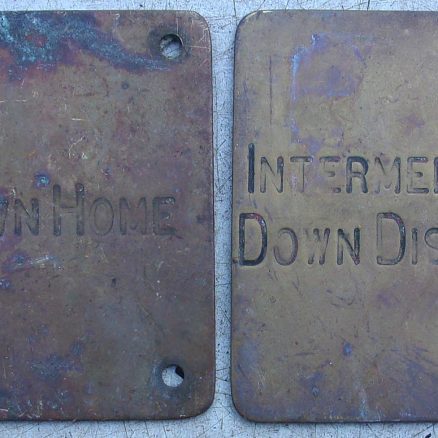 WN HOME
INTERME
DOWN DIS